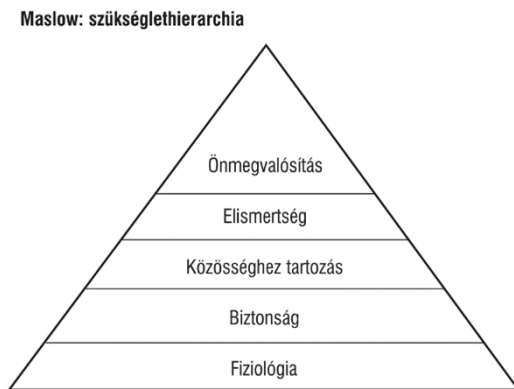 Maslow: szükséglethierarchia
Önmegvalósítás
Elismertség
Közösséghez tartozás
Biztonság
Fiziológia